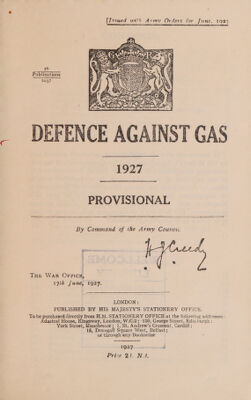 [Issued with Army Orders for June, 1927
26
Publications
1037
DEFENCE AGAINST GAS
1927
PROVISIONAL
By Command of the Army Council,
H J Creedy
THE WAR OFFICE,
17th June, 1927.
LONDON:
PUBLISHED BY HIS MAJESTY'S STATIONERY OFFICE.
To be purchased directly from H.M. STATIONERY OFFICE at the following addresses:
Adastral House, Kingsway, London, W.C.2; 120, George Street, Edinburgh;
York Street, Manchester; 1, St. Andrew's Crescent, Cardiff;
15, Donegall Square West, Belfast;
or through any Bookseller
1927
Price
Net.